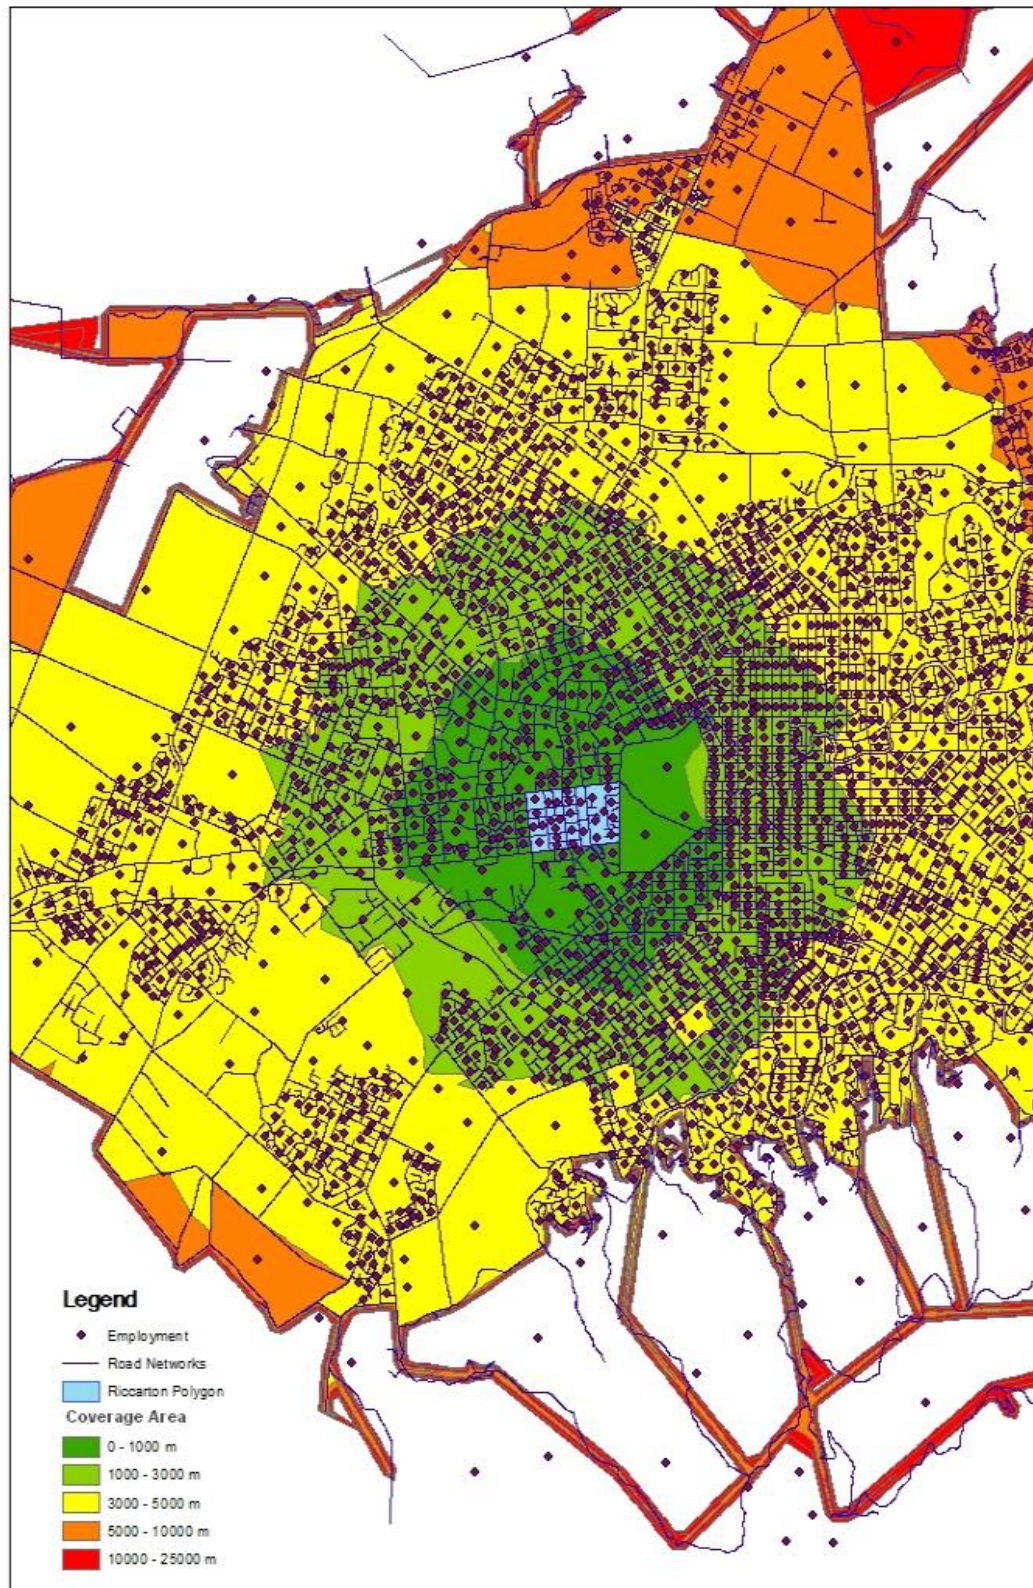 Legend
Employment
Road Networks
Riccarton Polygon
Coverage Area
0 - 1000 m
1000 - 3000 m
3000 - 5000 m
5000 - 10000 m
10000 - 25000 m